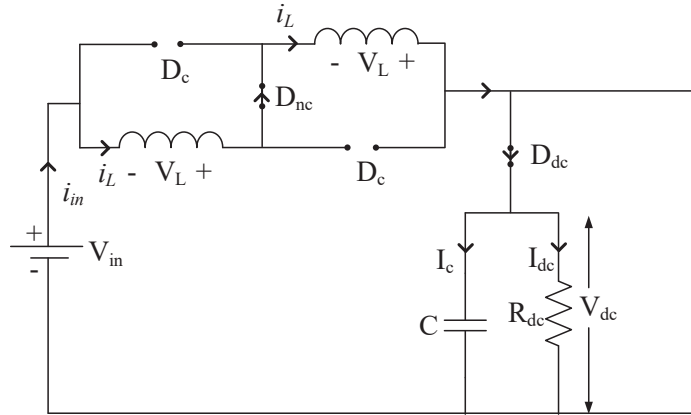 i_L
- V_L +
D_c
D_nc
i_L - V_L +
D_c
D_dc
i_in
+
-
V_in
I_c
I_dc
C
R_dc
V_dc